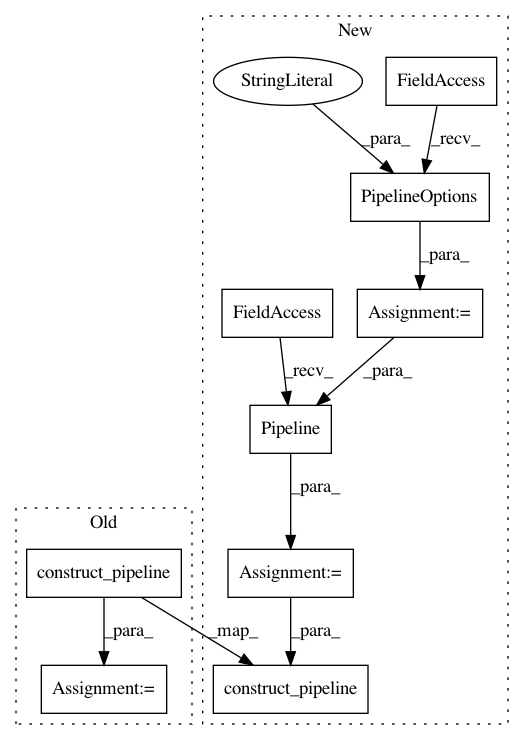 New
StringLiteral
FieldAccess
_para_
_recv_
PipelineOptions
_para_
FieldAccess
Assignment:=
_recv_
_para_
Pipeline
_para_
Old
construct_pipeline
Assignment:=
_para_
_map_
_para_
Assignment:=
construct_pipeline